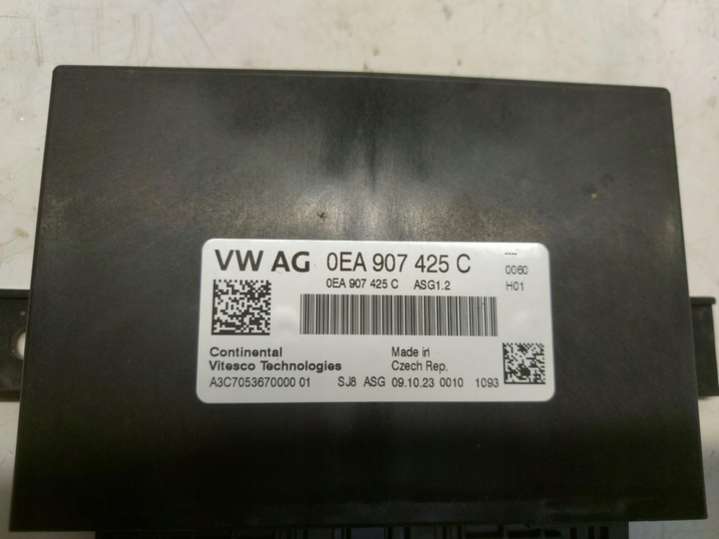 VW AG 0EA 907 425 C
0060
0EA 907 425 C ASG1.2
H01
Continental
Made in
Vitesco Technologies
Czech Rep.
A3C7053670000 01 SJ8 ASG 09.10.23 0010 1093